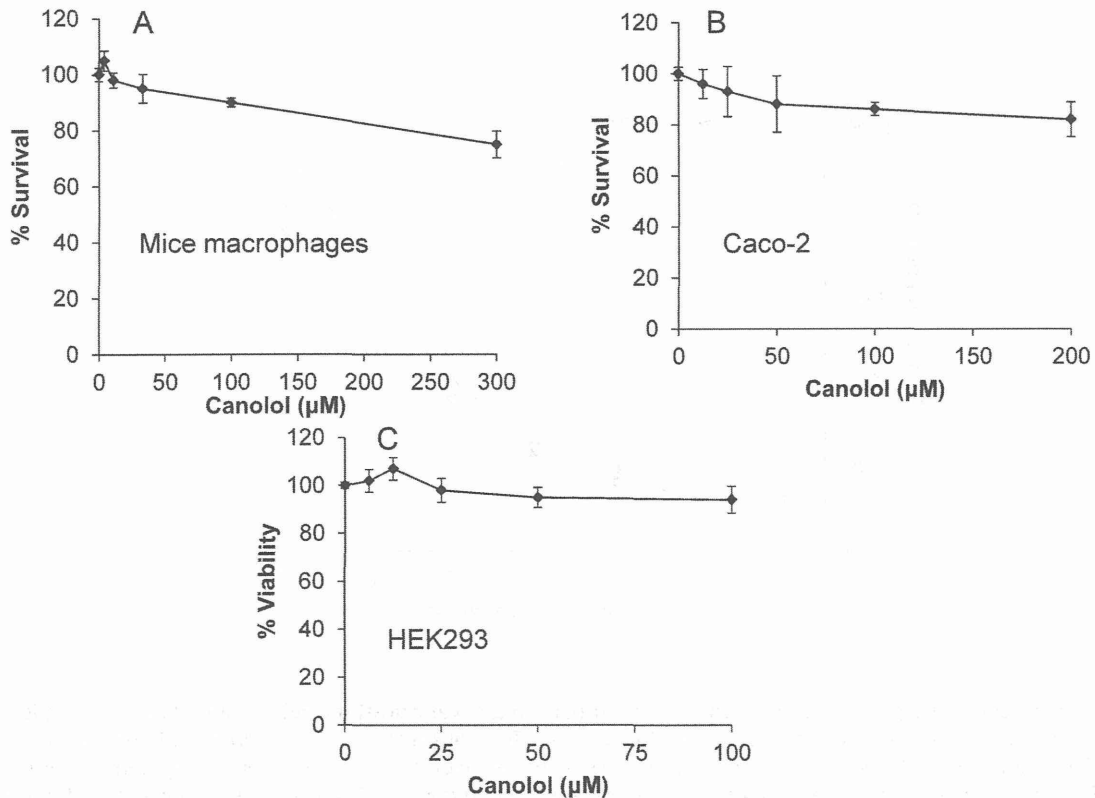 A
120
100
80
60
40
20
0
% Survival
Mice macrophages
0 50 100 150 200 250 300
Canolol (µM)
B
120
100
80
60
40
20
0
% Survival
Caco-2
0 50 100 150 200
Canolol (µM)
C
120
100
80
60
40
20
0
% Viability
HEK293
0 25 50 75 100
Canolol (µM)